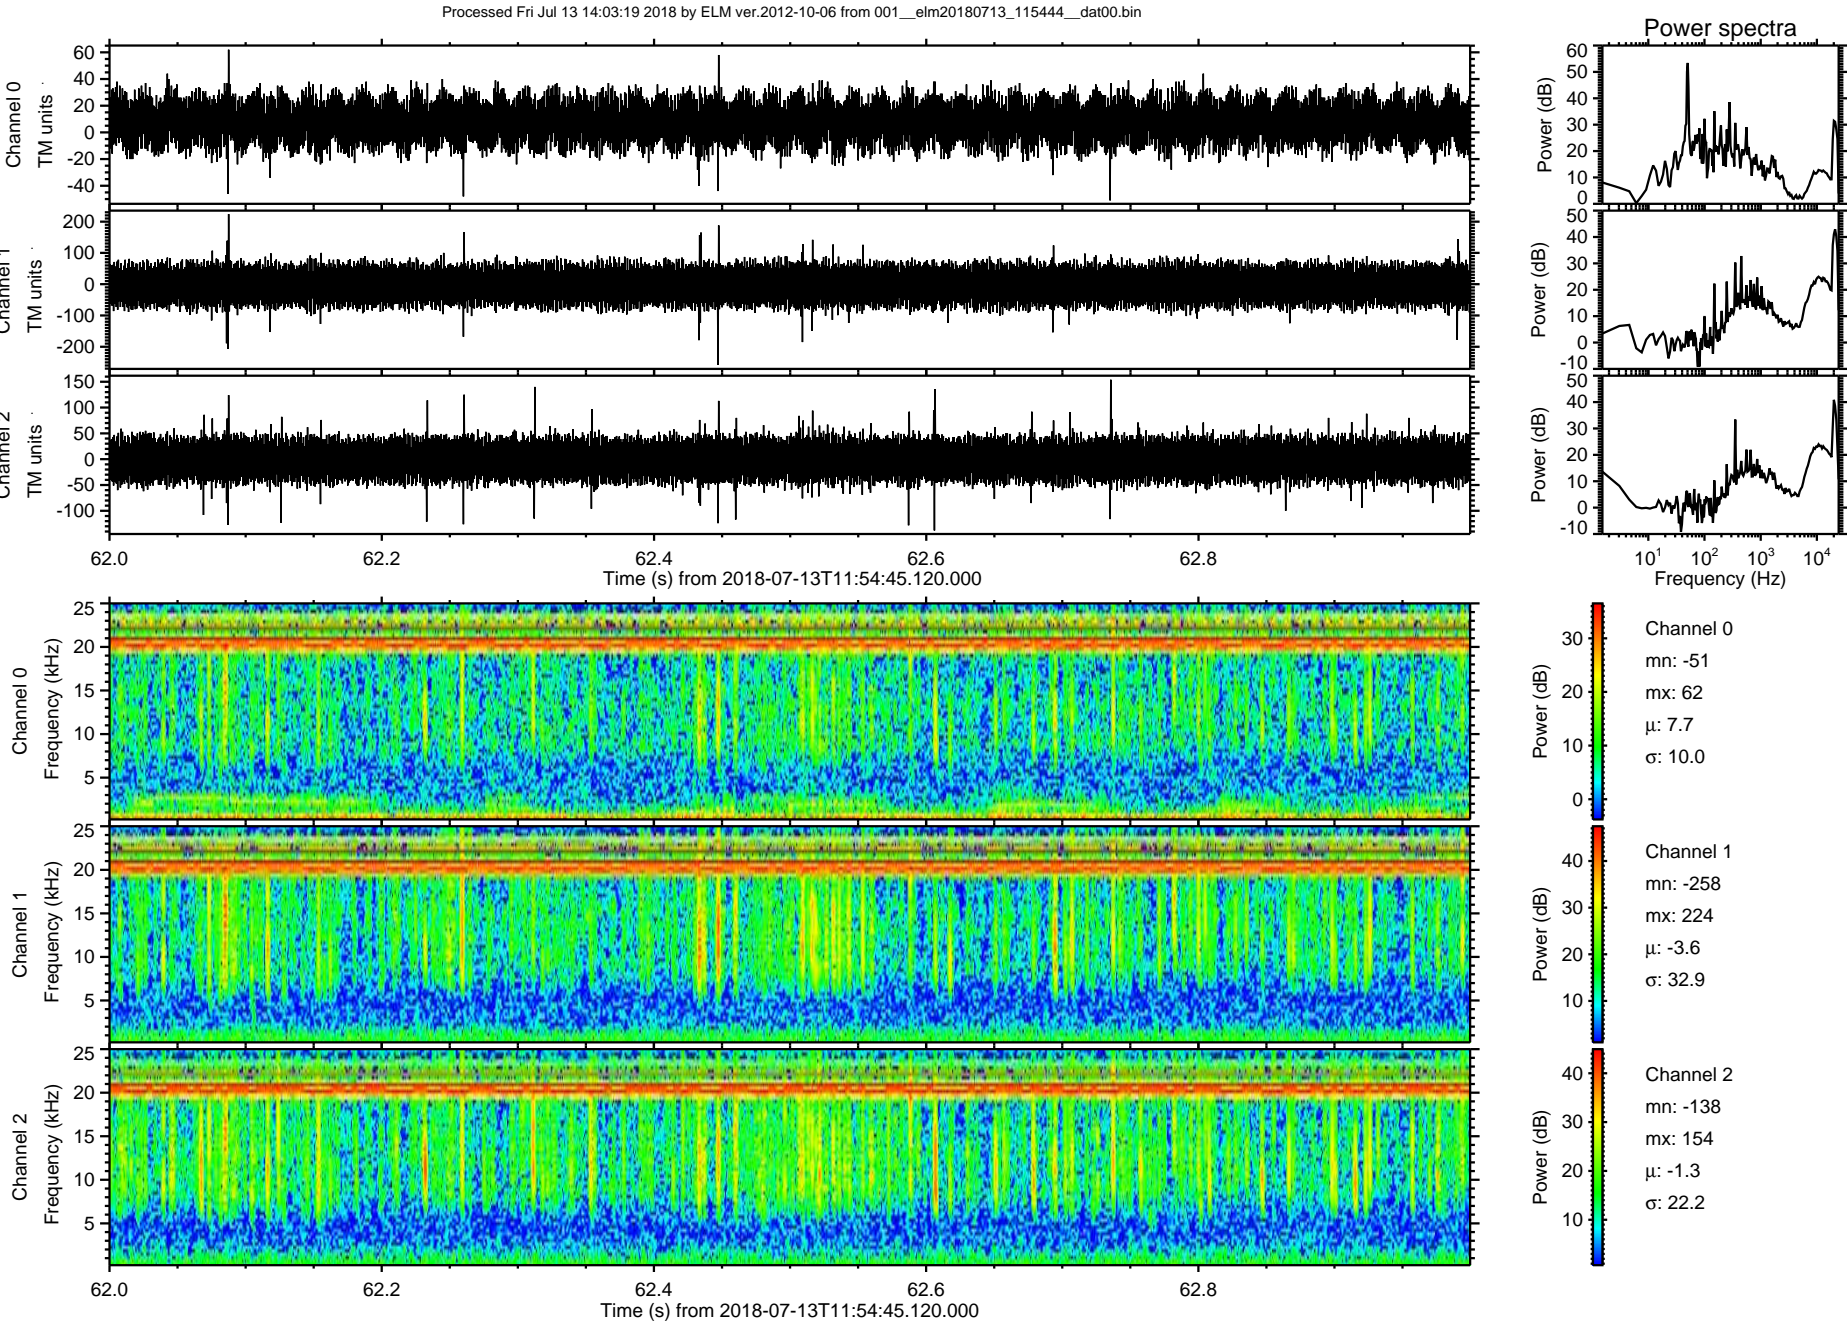 Processed Fri Jul 13 14:03:19 2018 by ELM ver.2012-10-06 from 001__elm20180713_115444__dat00.bin
Power spectra
Channel 0
TM units
60
40
20
0
-20
-40
Power (dB)
60
50
40
30
20
10
0
Channel 1
TM units
200
100
0
-100
-200
Power (dB)
50
40
30
20
10
0
-10
Channel 2
TM units
150
100
50
0
-50
-100
Power (dB)
50
40
30
20
10
0
-10
62.0 62.2 62.4 62.6 62.8
Time (s) from 2018-07-13T11:54:45.120.000
10¹ 10² 10³ 10⁴
Frequency (Hz)
Channel 0
Frequency (kHz)
25
20
15
10
5
Power (dB)
30
20
10
0
Channel 0
mn: -51
mx: 62
μ: 7.7
σ: 10.0
Channel 1
Frequency (kHz)
25
20
15
10
5
Power (dB)
40
30
20
10
Channel 1
mn: -258
mx: 224
μ: -3.6
σ: 32.9
Channel 2
Frequency (kHz)
25
20
15
10
5
Power (dB)
40
30
20
10
Channel 2
mn: -138
mx: 154
μ: -1.3
σ: 22.2
62.0 62.2 62.4 62.6 62.8
Time (s) from 2018-07-13T11:54:45.120.000